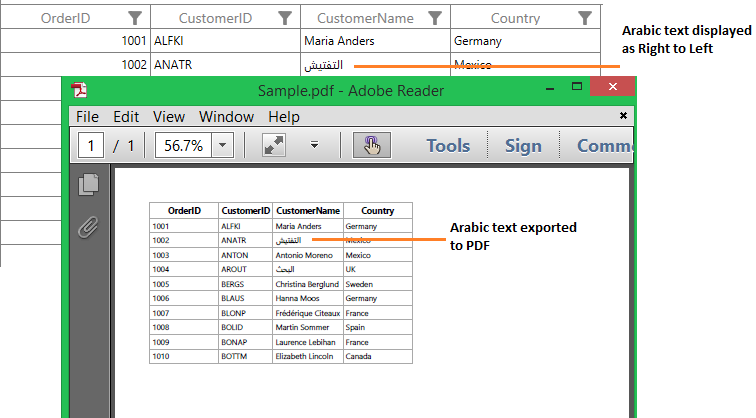 OrderID CustomerID CustomerName Country
1001 ALFKI Maria Anders Germany
Arabic text displayed
as Right to Left
1002 ANATR التفتيش Mexico
Sample.pdf - Adobe Reader
File Edit View Window Help
1 / 1 56.7% Tools Sign Comm
OrderID CustomerID CustomerName Country
1001 ALFKI Maria Anders Germany
Arabic text exported
to PDF
1002 ANATR التفتيش Mexico
1003 ANTON Antonio Moreno Mexico
1004 AROUT البحث UK
1005 BERGS Christina Berglund Sweden
1006 BLAUS Hanna Moos Germany
1007 BLONP Frédérique Citeaux France
1008 BOLID Martin Sommer Spain
1009 BONAP Laurence Lebihan France
1010 BOTTM Elizabeth Lincoln Canada